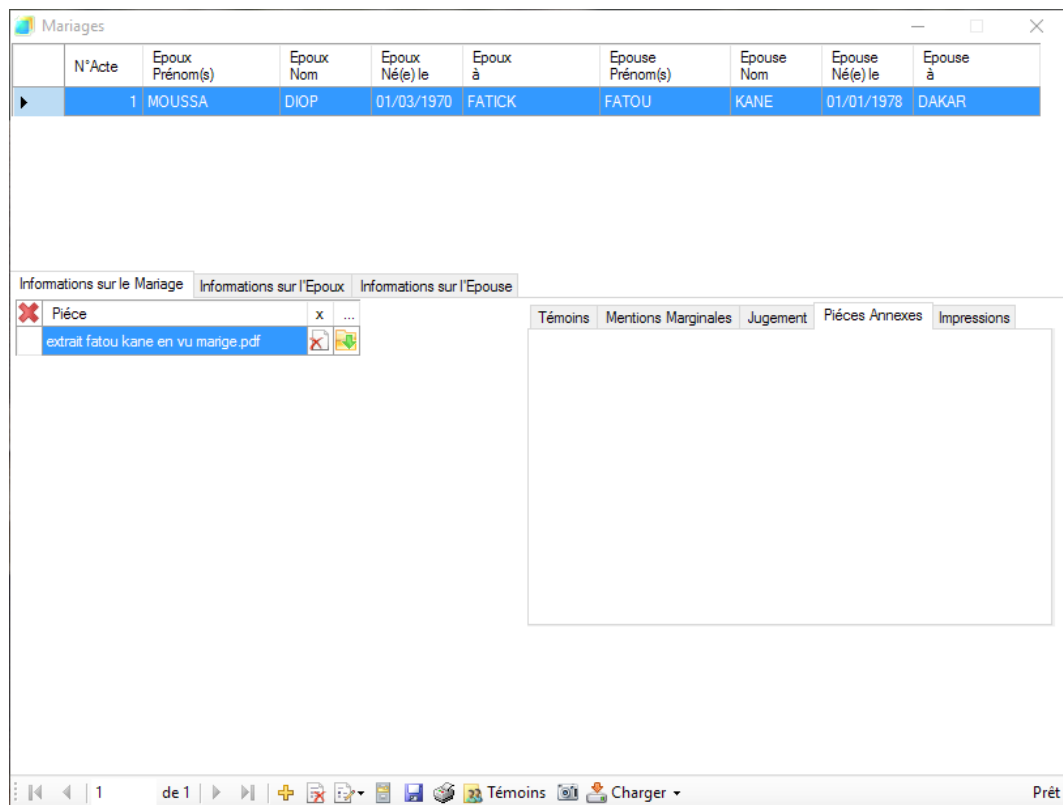 Mariages
N°Acte Epoux Prénom(s) Epoux Nom Epoux Né(e) le Epoux à Epouse Prénom(s) Epouse Nom Epouse Né(e) le Epouse à
1 MOUSSA DIOP 01/03/1970 FATICK FATOU KANE 01/01/1978 DAKAR
Informations sur le Mariage Informations sur l'Epoux Informations sur l'Epouse
Piéce x ...
extrait fatou kane en vu marige.pdf
Témoins Mentions Marginales Jugement Piéces Annexes Impressions
1 de 1 Témoins Charger Prêt